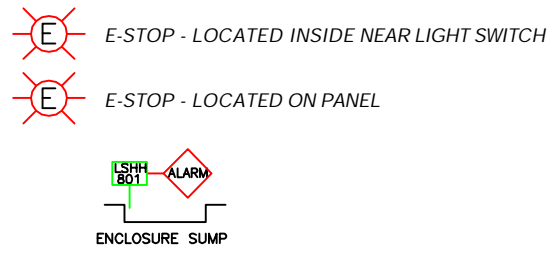 E E-STOP - LOCATED INSIDE NEAR LIGHT SWITCH
E E-STOP - LOCATED ON PANEL
LSHH
801
ALARM
ENCLOSURE SUMP